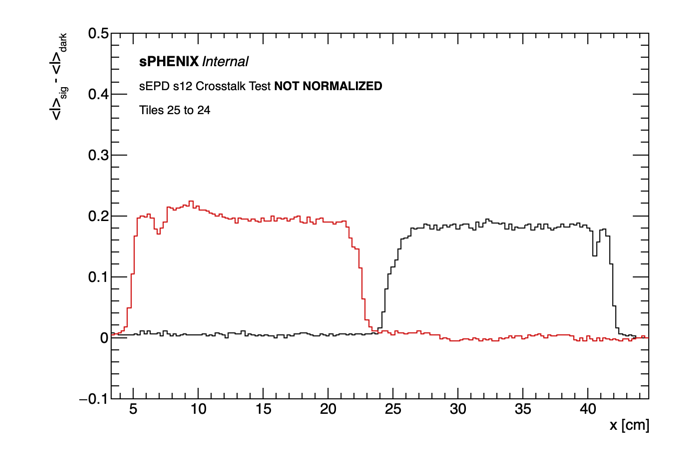 0.5
<I>sig - <I>dark
sPHENIX Internal
sEPD s12 Crosstalk Test NOT NORMALIZED
0.4
Tiles 25 to 24
0.3
0.2
0.1
0
−0.1
5 10 15 20 25 30 35 40
x [cm]